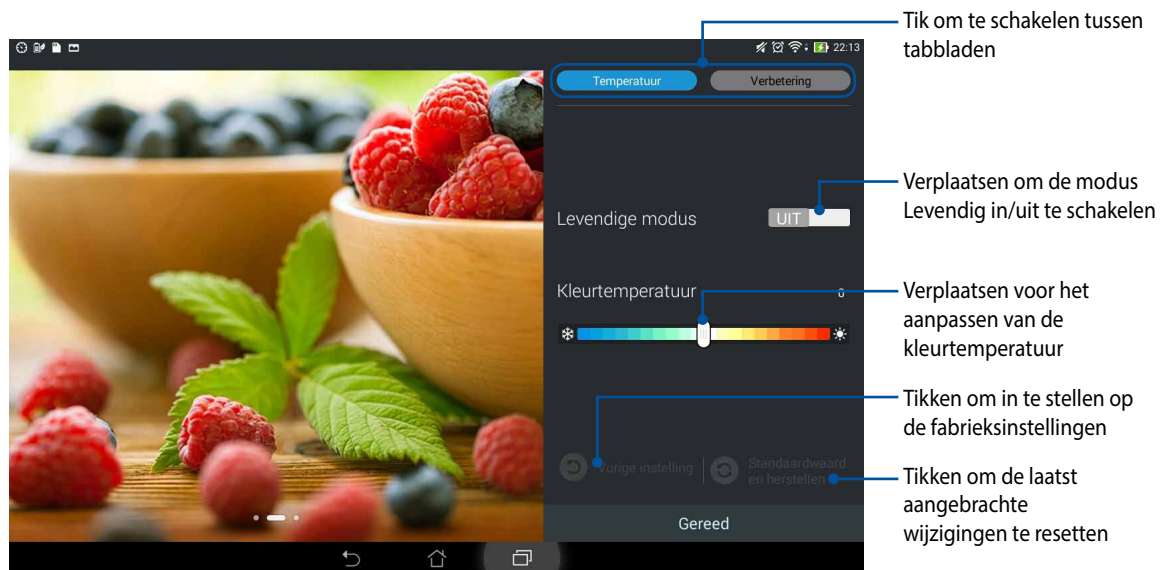 Tik om te schakelen tussen
tabbladen
22:13
Temperatuur
Verbetering
Verplaatsen om de modus
Levendig in/uit te schakelen
Levendige modus
UIT
Kleurtemperatuur
0
Verplaatsen voor het
aanpassen van de
kleurtemperatuur
Tikken om in te stellen op
de fabrieksinstellingen
Vorige instelling
Standaardwaard
en herstellen
Tikken om de laatst
aangebrachte
wijzigingen te resetten
Gereed